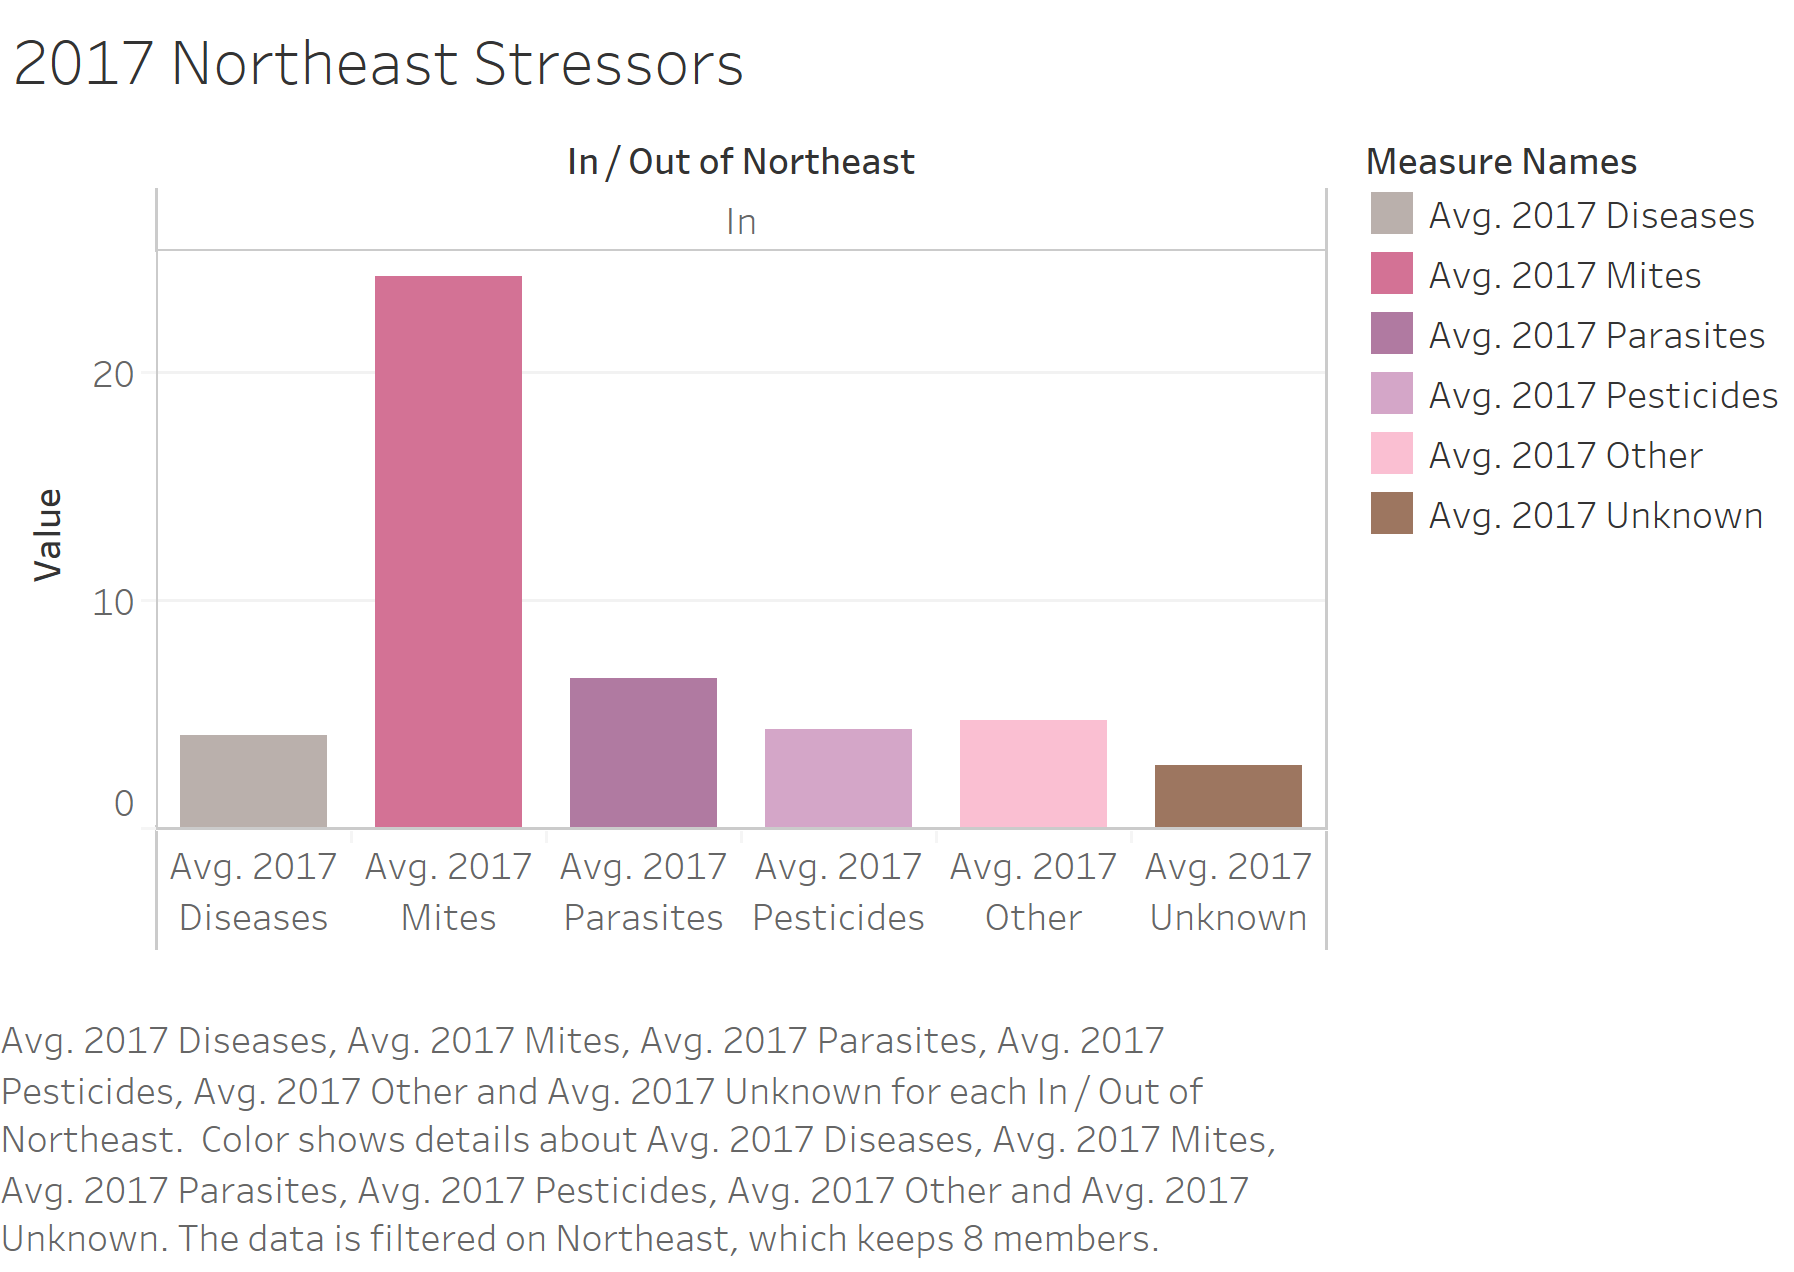 2017 Northeast Stressors
In / Out of Northeast
In
Value
20
10
0
Avg. 2017 Diseases
Avg. 2017 Mites
Avg. 2017 Parasites
Avg. 2017 Pesticides
Avg. 2017 Other
Avg. 2017 Unknown
Measure Names
Avg. 2017 Diseases
Avg. 2017 Mites
Avg. 2017 Parasites
Avg. 2017 Pesticides
Avg. 2017 Other
Avg. 2017 Unknown
Avg. 2017 Diseases, Avg. 2017 Mites, Avg. 2017 Parasites, Avg. 2017
Pesticides, Avg. 2017 Other and Avg. 2017 Unknown for each In / Out of
Northeast.  Color shows details about Avg. 2017 Diseases, Avg. 2017 Mites,
Avg. 2017 Parasites, Avg. 2017 Pesticides, Avg. 2017 Other and Avg. 2017
Unknown. The data is filtered on Northeast, which keeps 8 members.